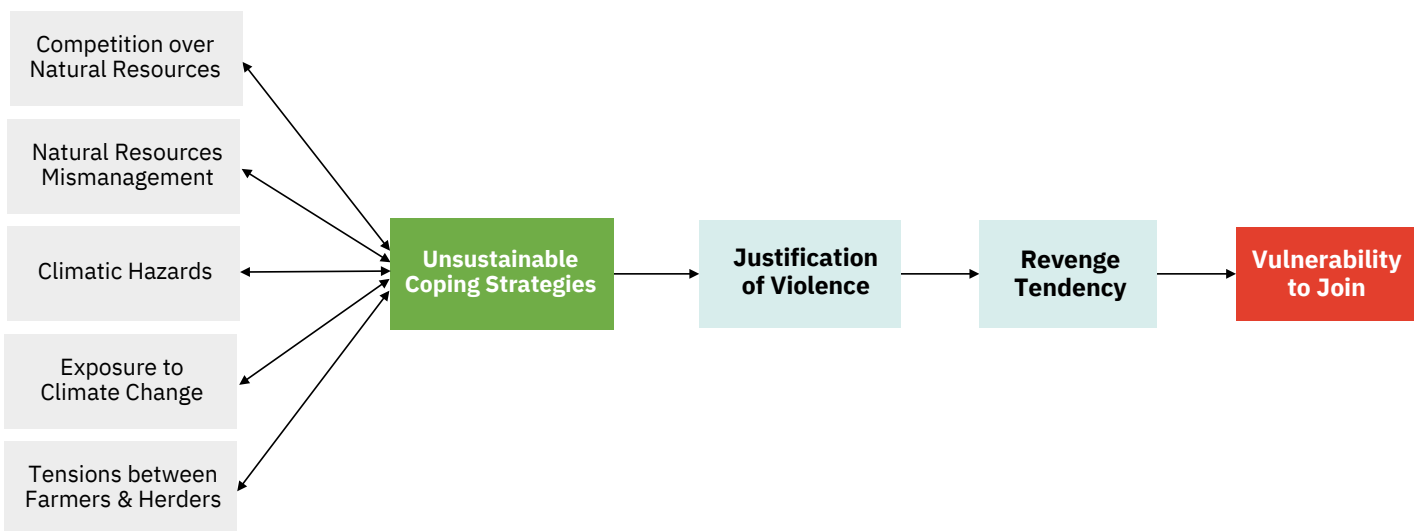 Competition over
Natural Resources
Natural Resources
Mismanagement
Climatic Hazards
Exposure to
Climate Change
Tensions between
Farmers & Herders
Unsustainable
Coping Strategies
Justification
of Violence
Revenge
Tendency
Vulnerability
to Join